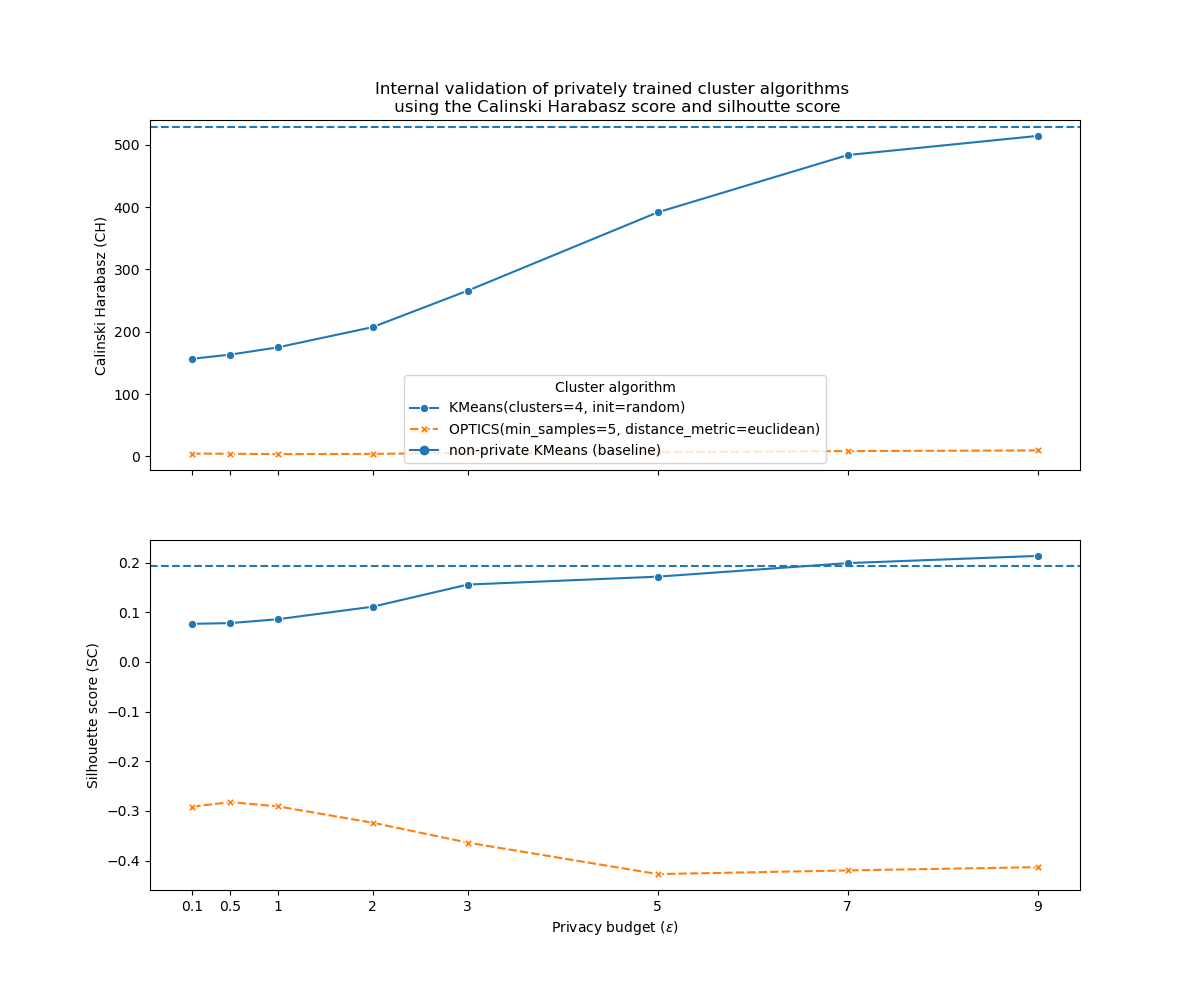 Internal validation of privately trained cluster algorithms
using the Calinski Harabasz score and silhoutte score
500
400
300
200
100
0
Calinski Harabasz (CH)
Cluster algorithm
KMeans(clusters=4, init=random)
OPTICS(min_samples=5, distance_metric=euclidean)
non-private KMeans (baseline)
0.2
0.1
0.0
−0.1
−0.2
−0.3
−0.4
Silhouette score (SC)
0.1 0.5 1 2 3 5 7 9
Privacy budget (ε)